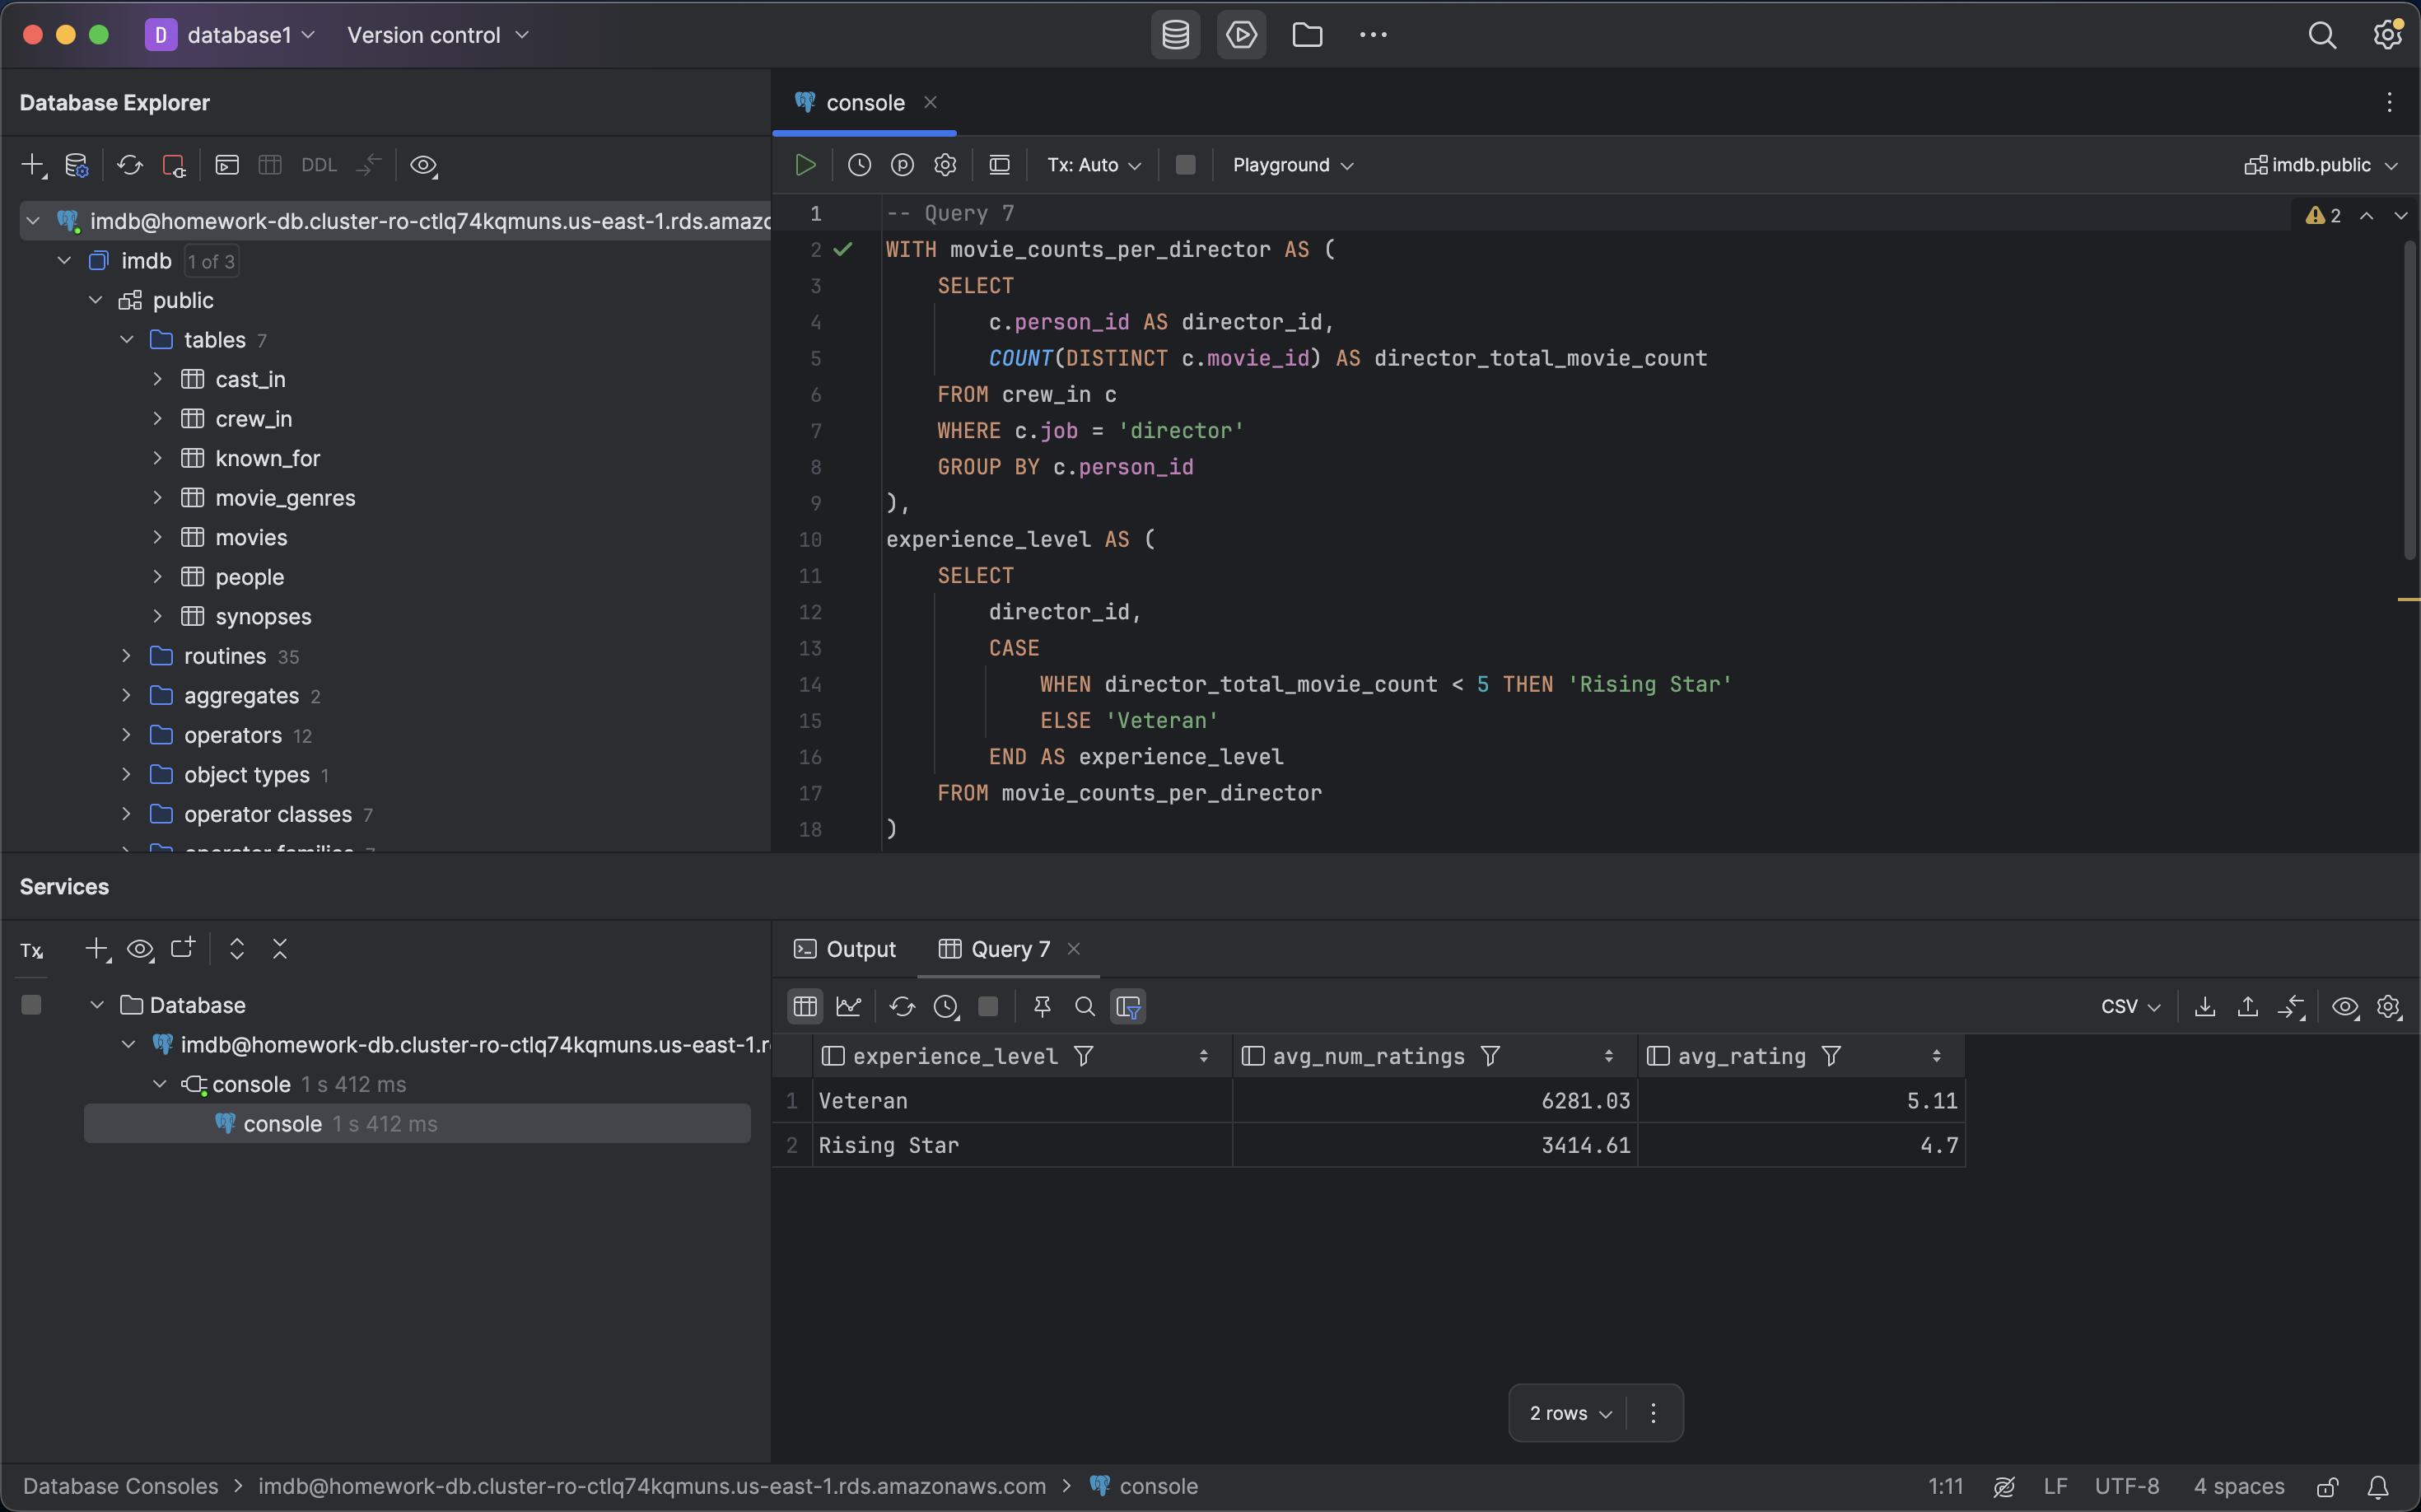 D database1 Version control
Database Explorer
DDL
imdb@homework-db.cluster-ro-ctlq74kqmuns.us-east-1.rds.amazo
imdb 1 of 3
public
tables 7
cast_in
crew_in
known_for
movie_genres
movies
people
synopses
routines 35
aggregates 2
operators 12
object types 1
operator classes 7
operator families 7
console
Tx: Auto Playground imdb.public
2
1 -- Query 7
2 WITH movie_counts_per_director AS (
3 SELECT
4 c.person_id AS director_id,
5 COUNT(DISTINCT c.movie_id) AS director_total_movie_count
6 FROM crew_in c
7 WHERE c.job = 'director'
8 GROUP BY c.person_id
9 ),
10 experience_level AS (
11 SELECT
12 director_id,
13 CASE
14 WHEN director_total_movie_count < 5 THEN 'Rising Star'
15 ELSE 'Veteran'
16 END AS experience_level
17 FROM movie_counts_per_director
18 )
Services
Tx
Database
imdb@homework-db.cluster-ro-ctlq74kqmuns.us-east-1.r
console 1 s 412 ms
console 1 s 412 ms
Output Query 7
CSV
experience_level avg_num_ratings avg_rating
1 Veteran 6281.03 5.11
2 Rising Star 3414.61 4.7
2 rows
Database Consoles > imdb@homework-db.cluster-ro-ctlq74kqmuns.us-east-1.rds.amazonaws.com > console
1:11 LF UTF-8 4 spaces